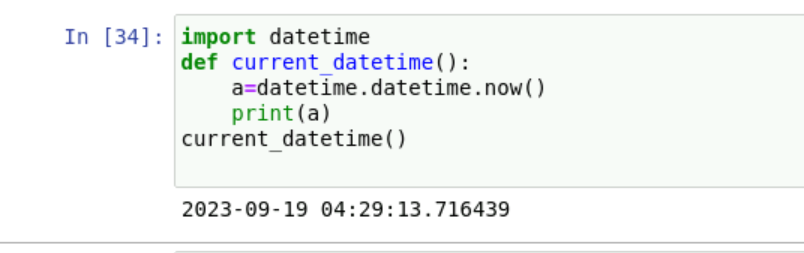 In [34]:
import datetime
def current_datetime():
    a=datetime.datetime.now()
    print(a)
current_datetime()
2023-09-19 04:29:13.716439